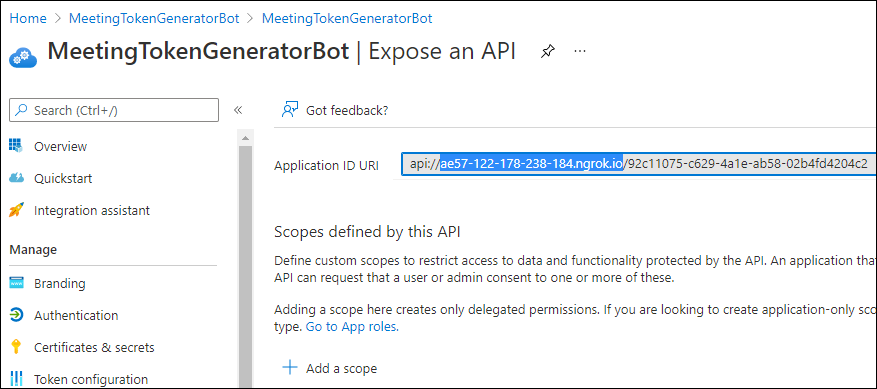 Home > MeetingTokenGeneratorBot > MeetingTokenGeneratorBot
MeetingTokenGeneratorBot | Expose an API
Search (Ctrl+/)
Got feedback?
Overview
Quickstart
Integration assistant
Manage
Branding
Authentication
Certificates & secrets
Token configuration
Application ID URI
api://ae57-122-178-238-184.ngrok.io/92c11075-c629-4a1e-ab58-02b4fd4204c2
Scopes defined by this API
Define custom scopes to restrict access to data and functionality protected by the API. An application that
API can request that a user or admin consent to one or more of these.
Adding a scope here creates only delegated permissions. If you are looking to create application-only sco
type. Go to App roles.
Add a scope